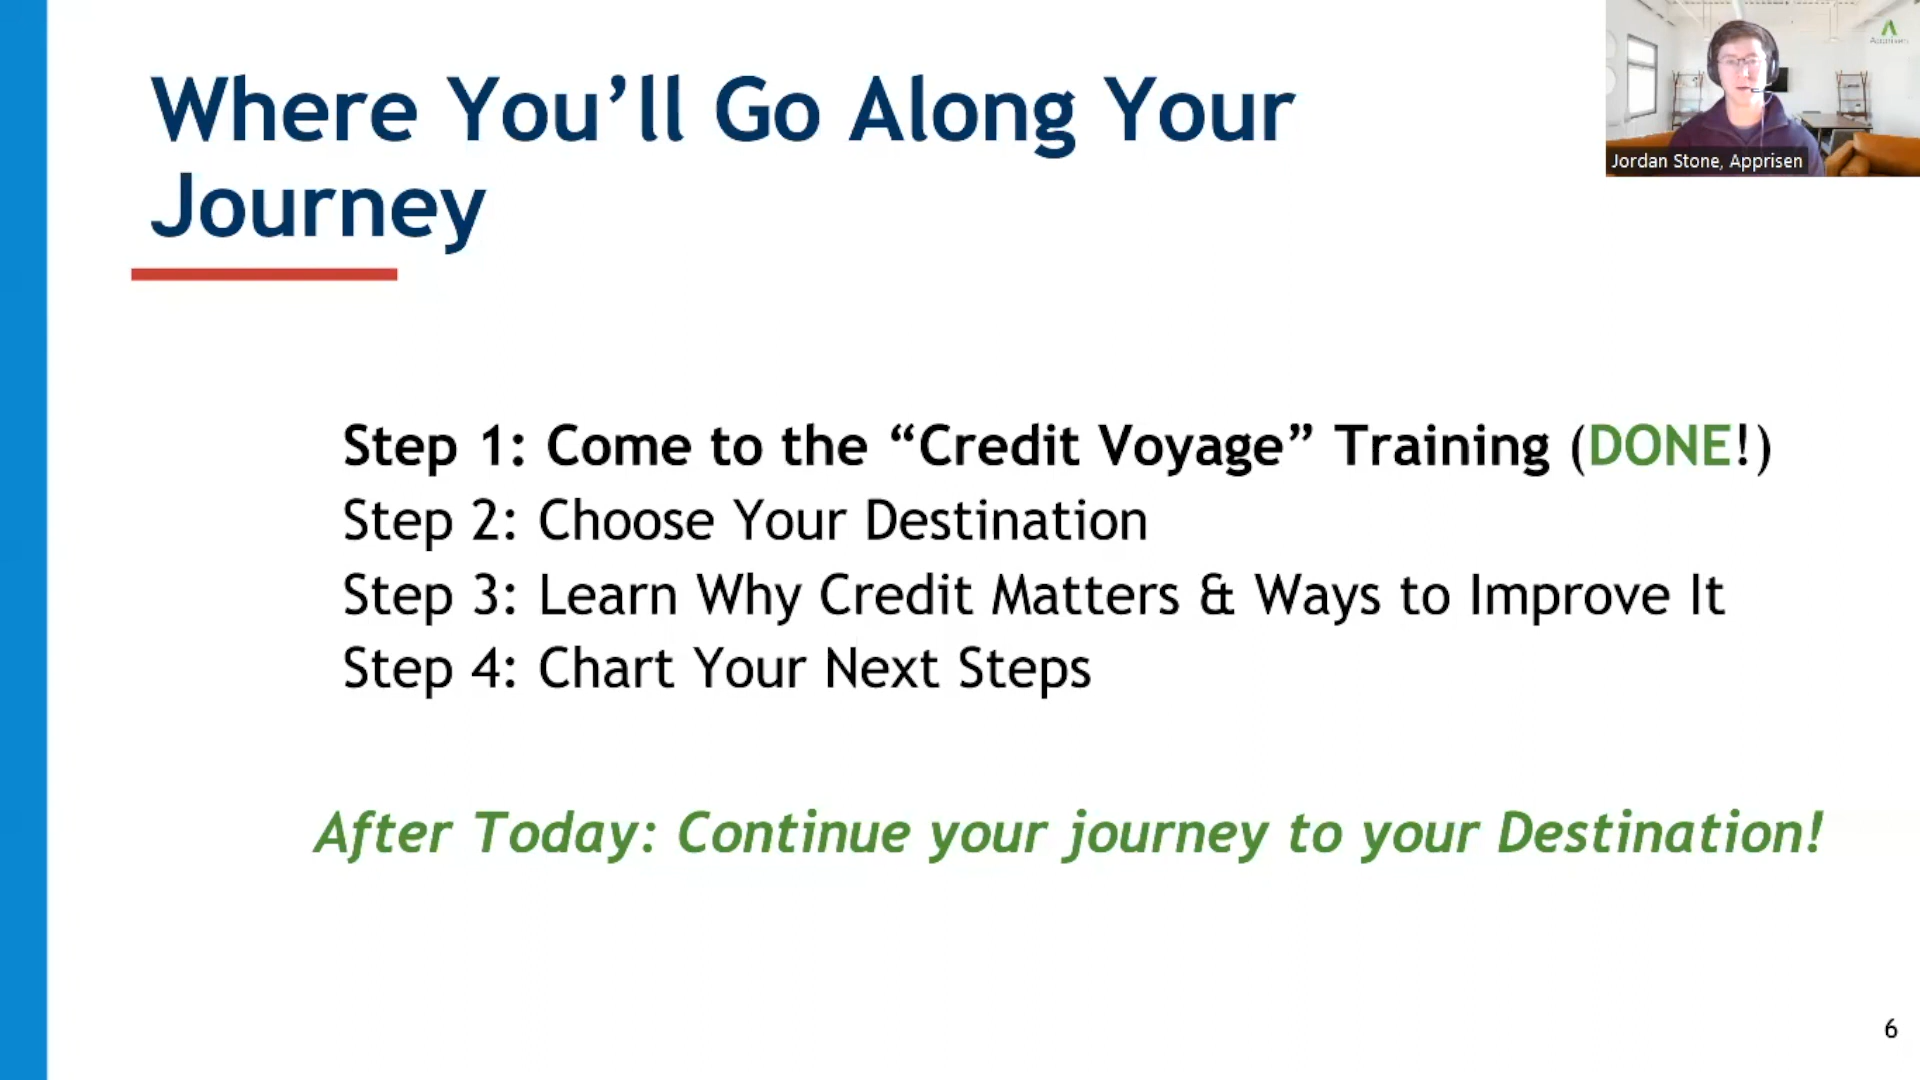 Where You’ll Go Along Your
Journey
Jordan Stone, Apprisen
Step 1: Come to the “Credit Voyage” Training (DONE!)
Step 2: Choose Your Destination
Step 3: Learn Why Credit Matters & Ways to Improve It
Step 4: Chart Your Next Steps
After Today: Continue your journey to your Destination!
6